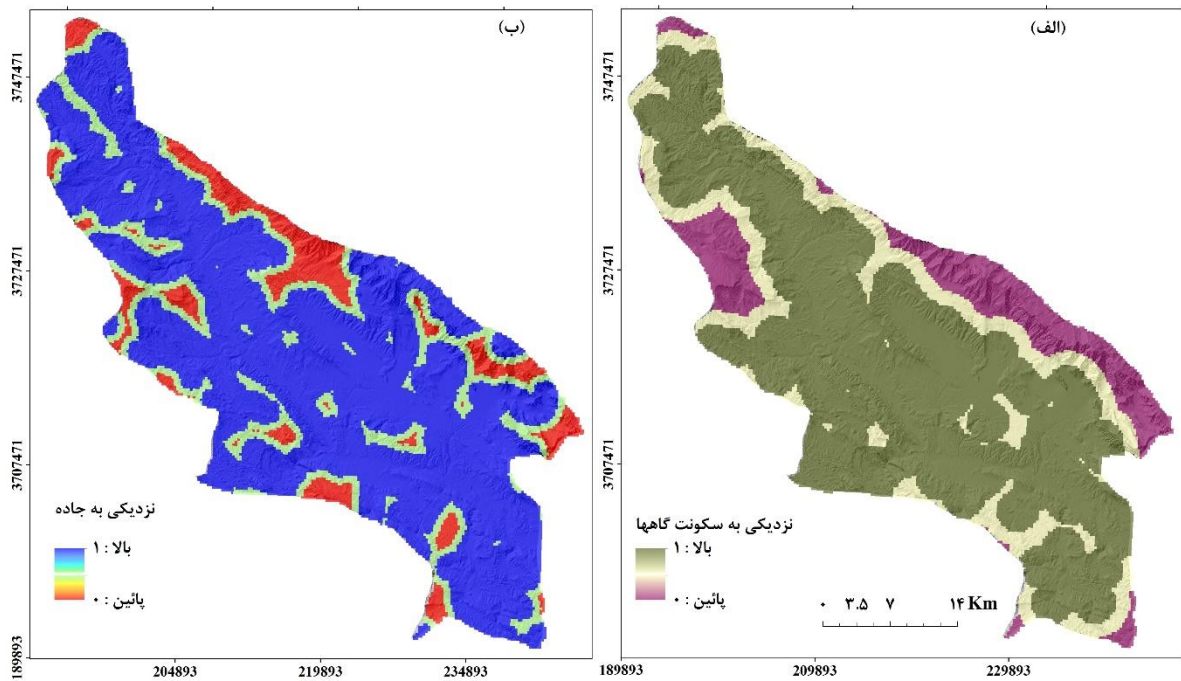 (ب)
3747471
3727471
3707471
نزدیکی به جاده
بالا : ۱
پائین : ۰
189893
204893
219893
234893
(الف)
3747471
3727471
3707471
نزدیکی به سکونت گاهها
بالا : ۱
پائین : ۰
۰ ۳.۵ ۷ ۱۴ Km
189893
209893
229893